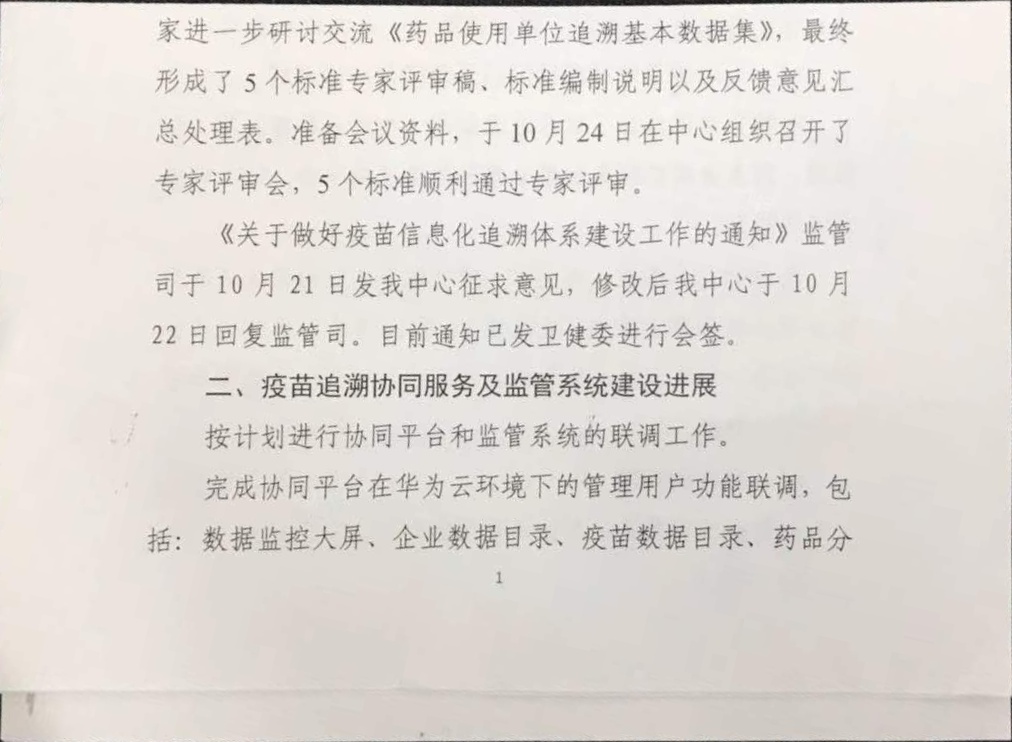 家进一步研讨交流《药品使用单位追溯基本数据集》，最终
形成了 5 个标准专家评审稿、标准编制说明以及反馈意见汇
总处理表。准备会议资料，于 10 月 24 日在中心组织召开了
专家评审会，5 个标准顺利通过专家评审。
《关于做好疫苗信息化追溯体系建设工作的通知》监管
司于 10 月 21 日发我中心征求意见，修改后我中心于 10 月
22 日回复监管司。目前通知已发卫健委进行会签。
二、疫苗追溯协同服务及监管系统建设进展
按计划进行协同平台和监管系统的联调工作。
完成协同平台在华为云环境下的管理用户功能联调，包
括：数据监控大屏、企业数据目录、疫苗数据目录、药品分
1